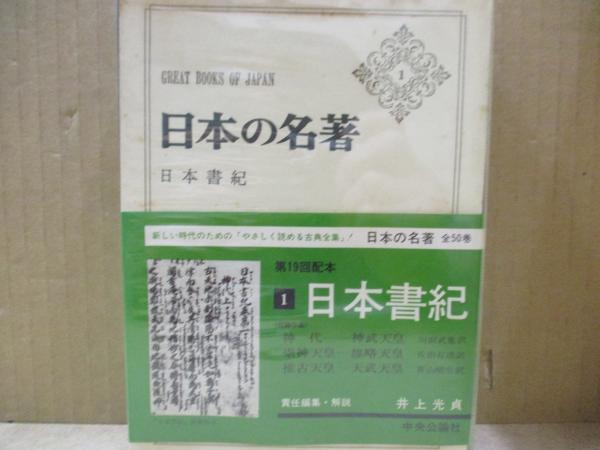 1
GREAT BOOKS OF JAPAN
日本の名著
日本書紀
新しい時代のための「やさしく読める古典全集」! 日本の名著 全50巻
第19回配本
1 日本書紀
神代 神武天皇
崇神天皇 雄略天皇
推古天皇 天武天皇
責任編集・解説 井上光貞
中央公論社